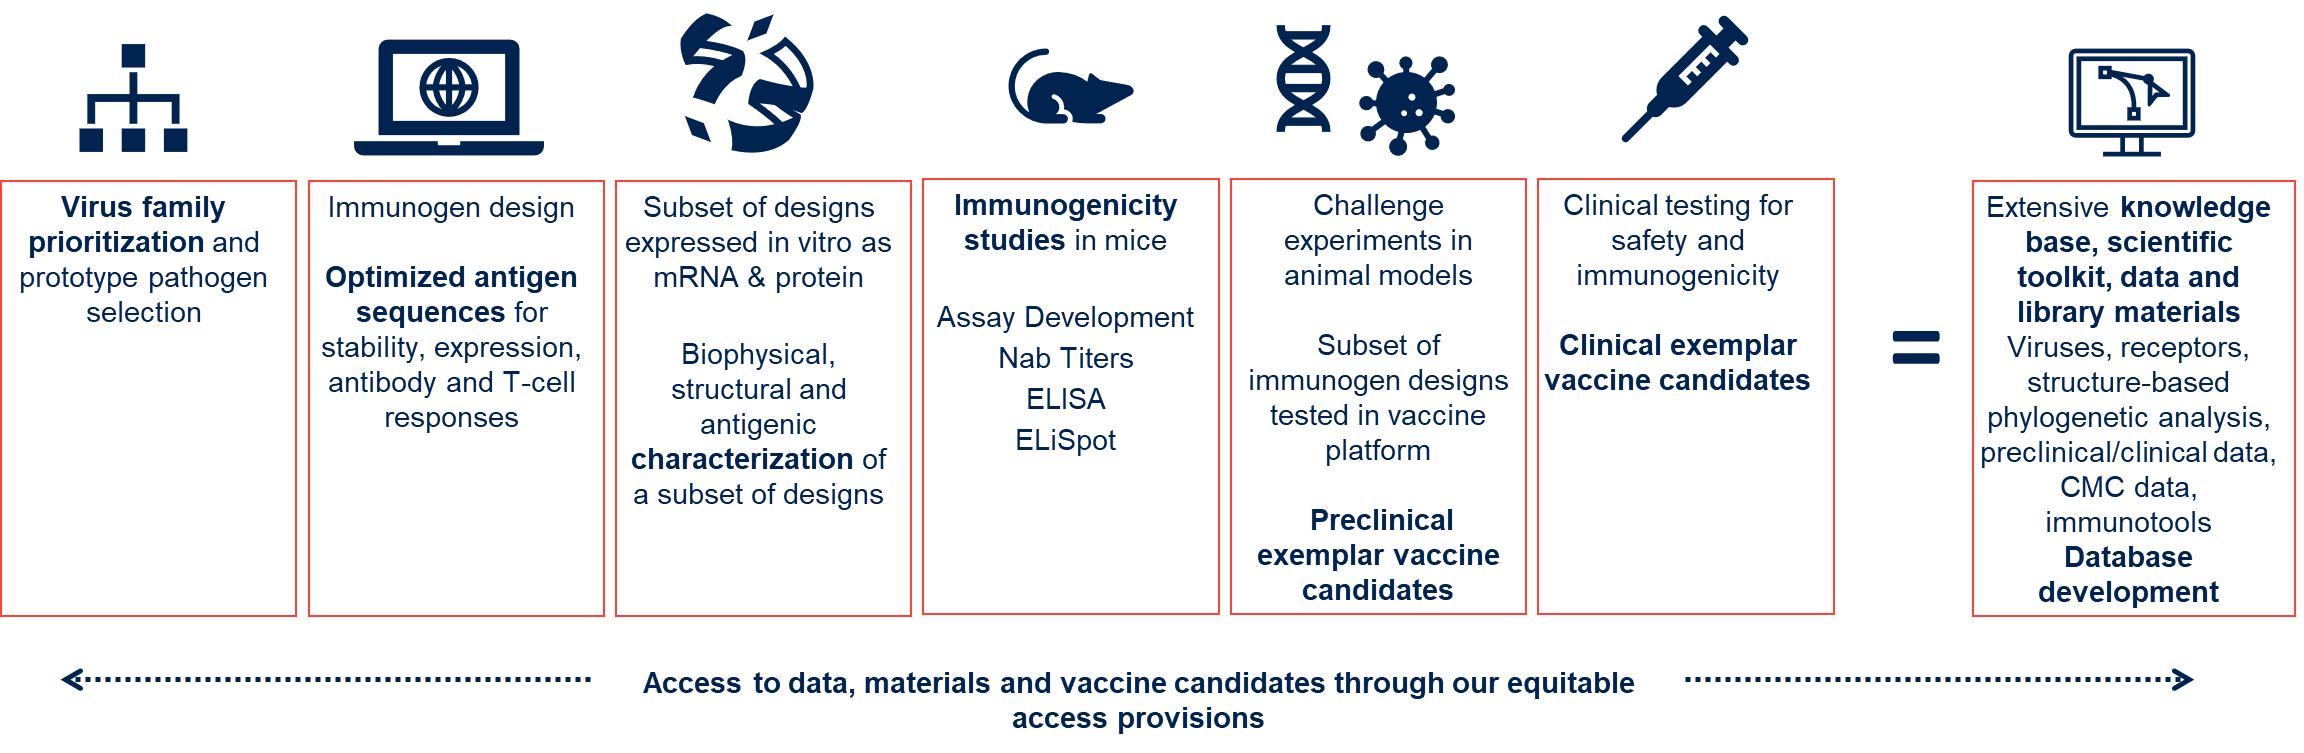 Virus family
prioritization and
prototype pathogen
selection
Immunogen design
Optimized antigen
sequences for
stability, expression,
antibody and T-cell
responses
Subset of designs
expressed in vitro as
mRNA & protein
Biophysical,
structural and
antigenic
characterization of
a subset of designs
Immunogenicity
studies in mice
Assay Development
Nab Titers
ELISA
ELiSpot
Challenge
experiments in
animal models
Subset of
immunogen designs
tested in vaccine
platform
Preclinical
exemplar vaccine
candidates
Clinical testing for
safety and
immunogenicity
Clinical exemplar
vaccine candidates
=
Extensive knowledge
base, scientific
toolkit, data and
library materials
Viruses, receptors,
structure-based
phylogenetic analysis,
preclinical/clinical data,
CMC data,
immunotools
Database
development
Access to data, materials and vaccine candidates through our equitable
access provisions